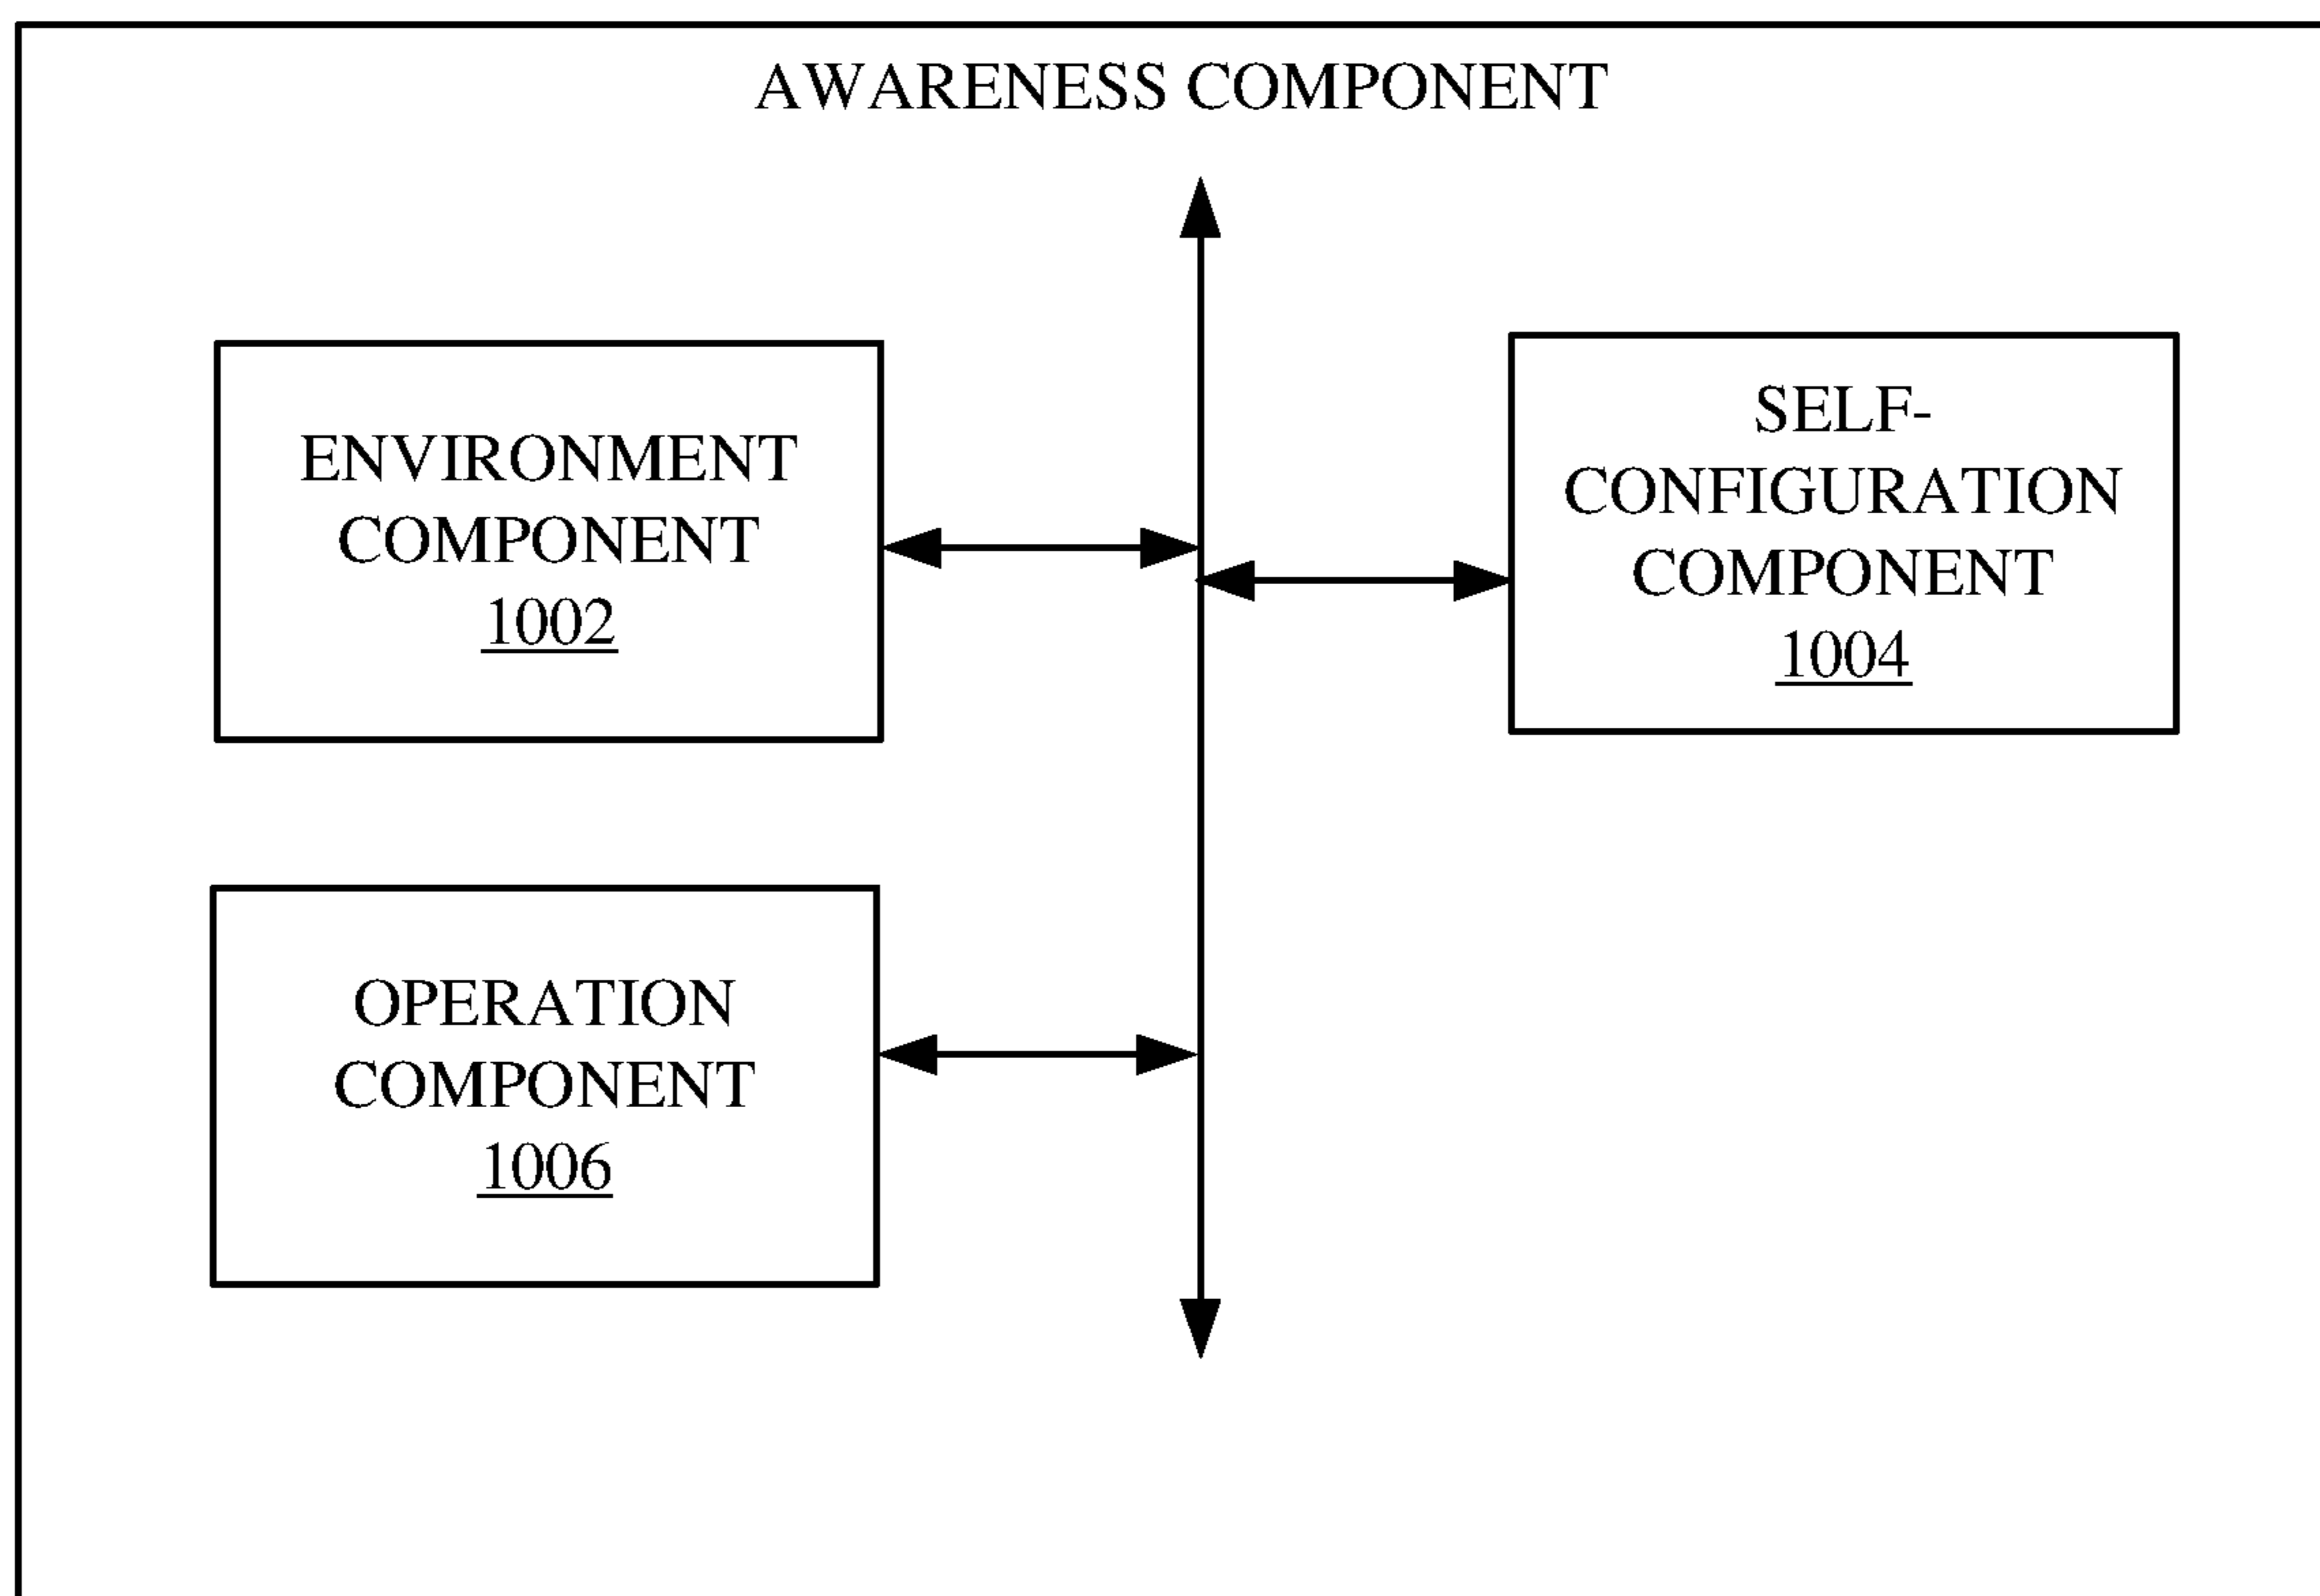 AWARENESS COMPONENT
ENVIRONMENT
COMPONENT
1002
SELF-
CONFIGURATION
COMPONENT
1004
OPERATION
COMPONENT
1006